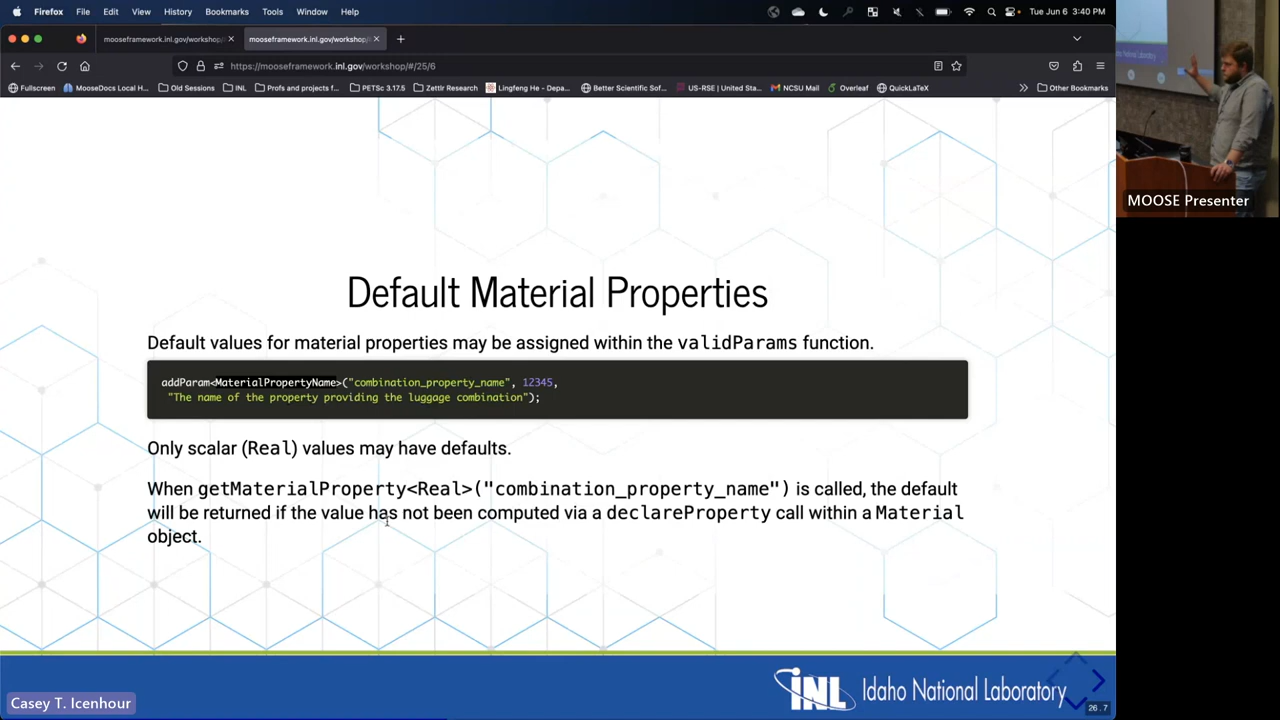 Firefox File Edit View History Bookmarks Tools Window Help Tue Jun 6 3:40 PM
mooseframework.inl.gov/workshop/ mooseframework.inl.gov/workshop/
https://mooseframework.inl.gov/workshop/#/25/6
Fullscreen MooseDocs Local H... Old Sessions INL Profs and projects f... PETSc 3.17.5 Zettlr Research Lingfeng He - Depa... Better Scientific Sof... US-RSE | United Sta... NCSU Mail Overleaf QuickLaTeX Other Bookmarks
MOOSE Presenter
Default Material Properties
Default values for material properties may be assigned within the validParams function.
addParam<MaterialPropertyName>("combination_property_name", 12345,
"The name of the property providing the luggage combination");
Only scalar (Real) values may have defaults.
When getMaterialProperty<Real>("combination_property_name") is called, the default
will be returned if the value has not been computed via a declareProperty call within a Material
object.
INL Idaho National Laboratory
Casey T. Icenhour
26.7